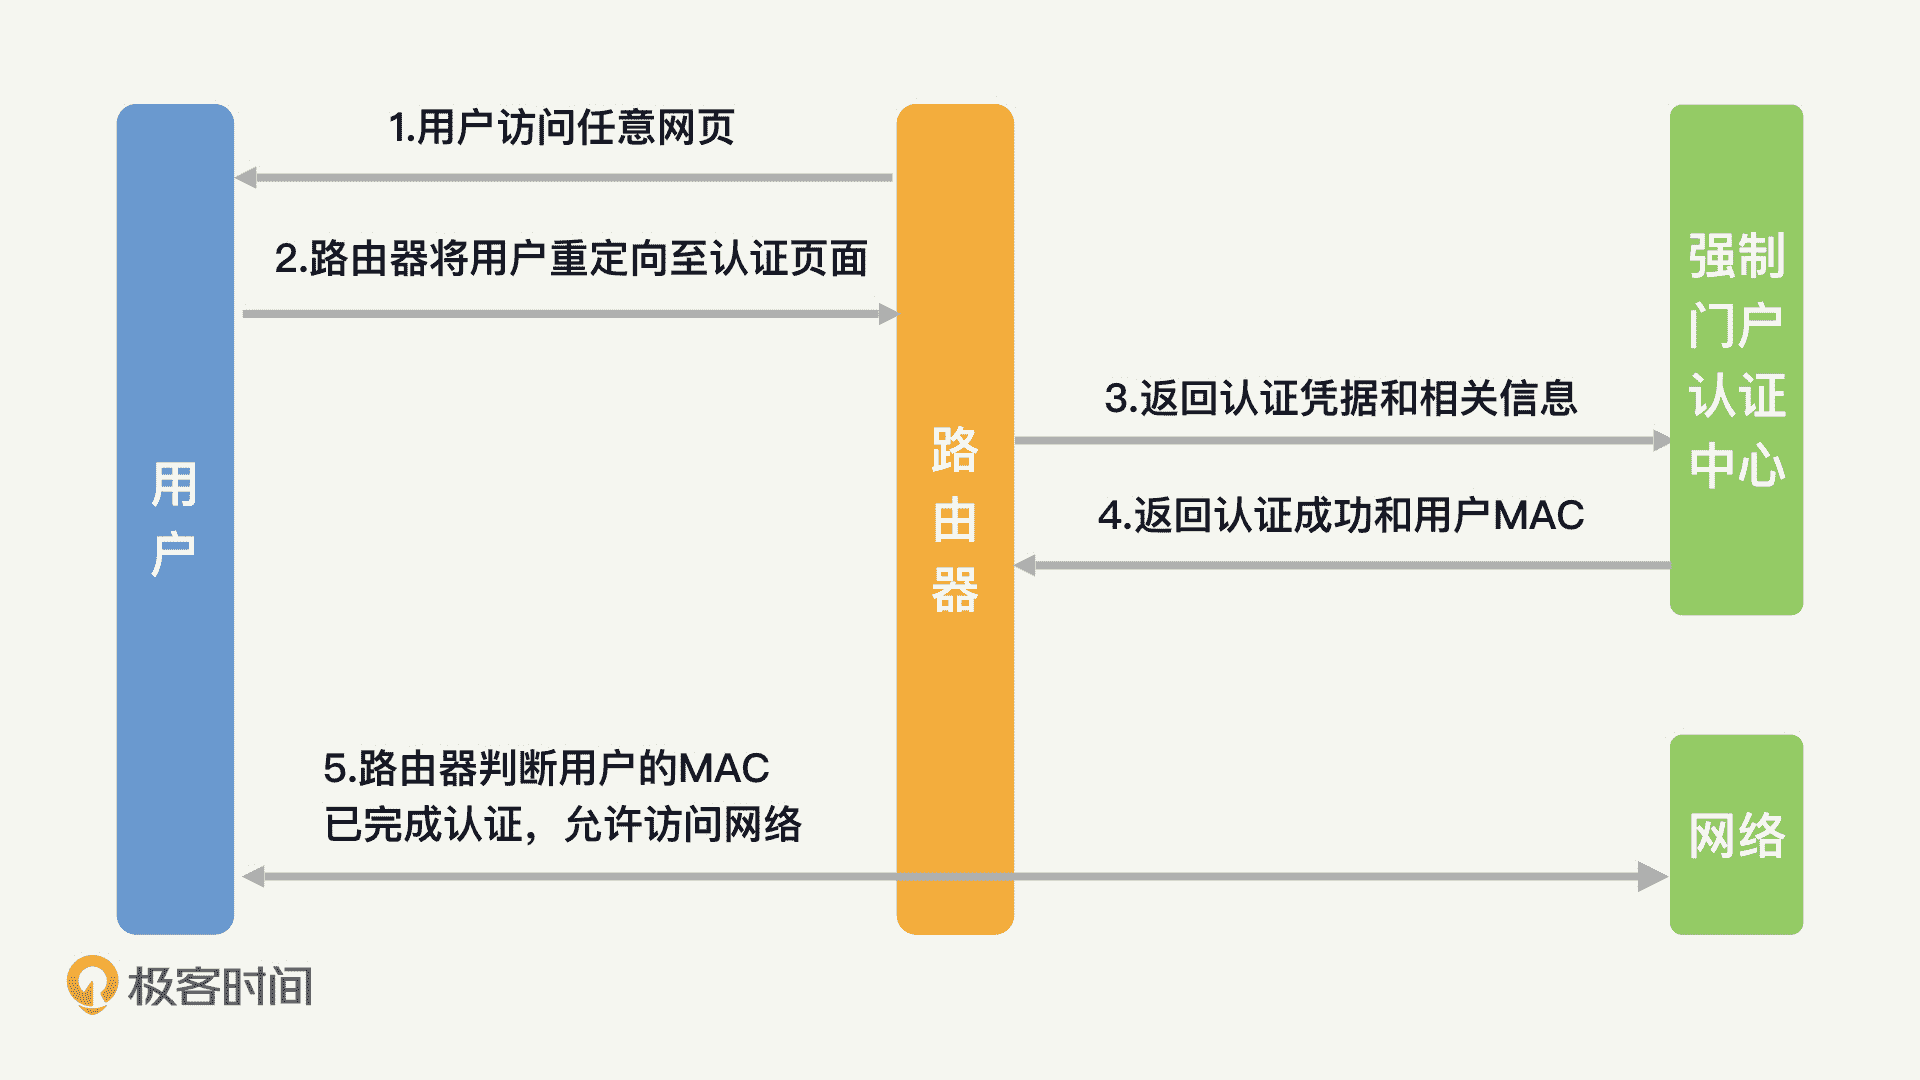 1.用户访问任意网页
2.路由器将用户重定向至认证页面
3.返回认证凭据和相关信息
4.返回认证成功和用户MAC
5.路由器判断用户的MAC
已完成认证，允许访问网络
用
户
路
由
器
强制
门户
认证
中心
网络
极客时间